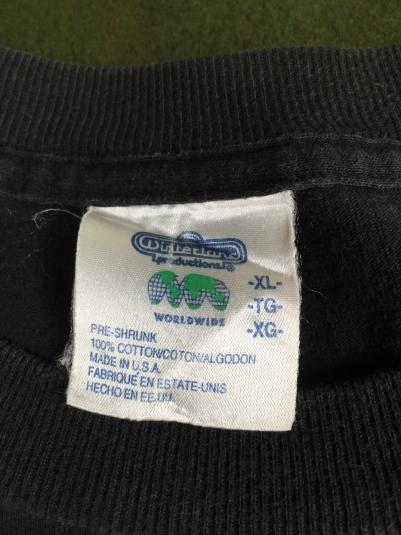 productions®
WORLDWIDE
-XL-
-TG-
-XG-
PRE-SHRUNK
100% COTTON/COTON/ALGODON
MADE IN U.S.A.
FABRIQUE EN ESTATE-UNIS
HECHO EN EE.UU.